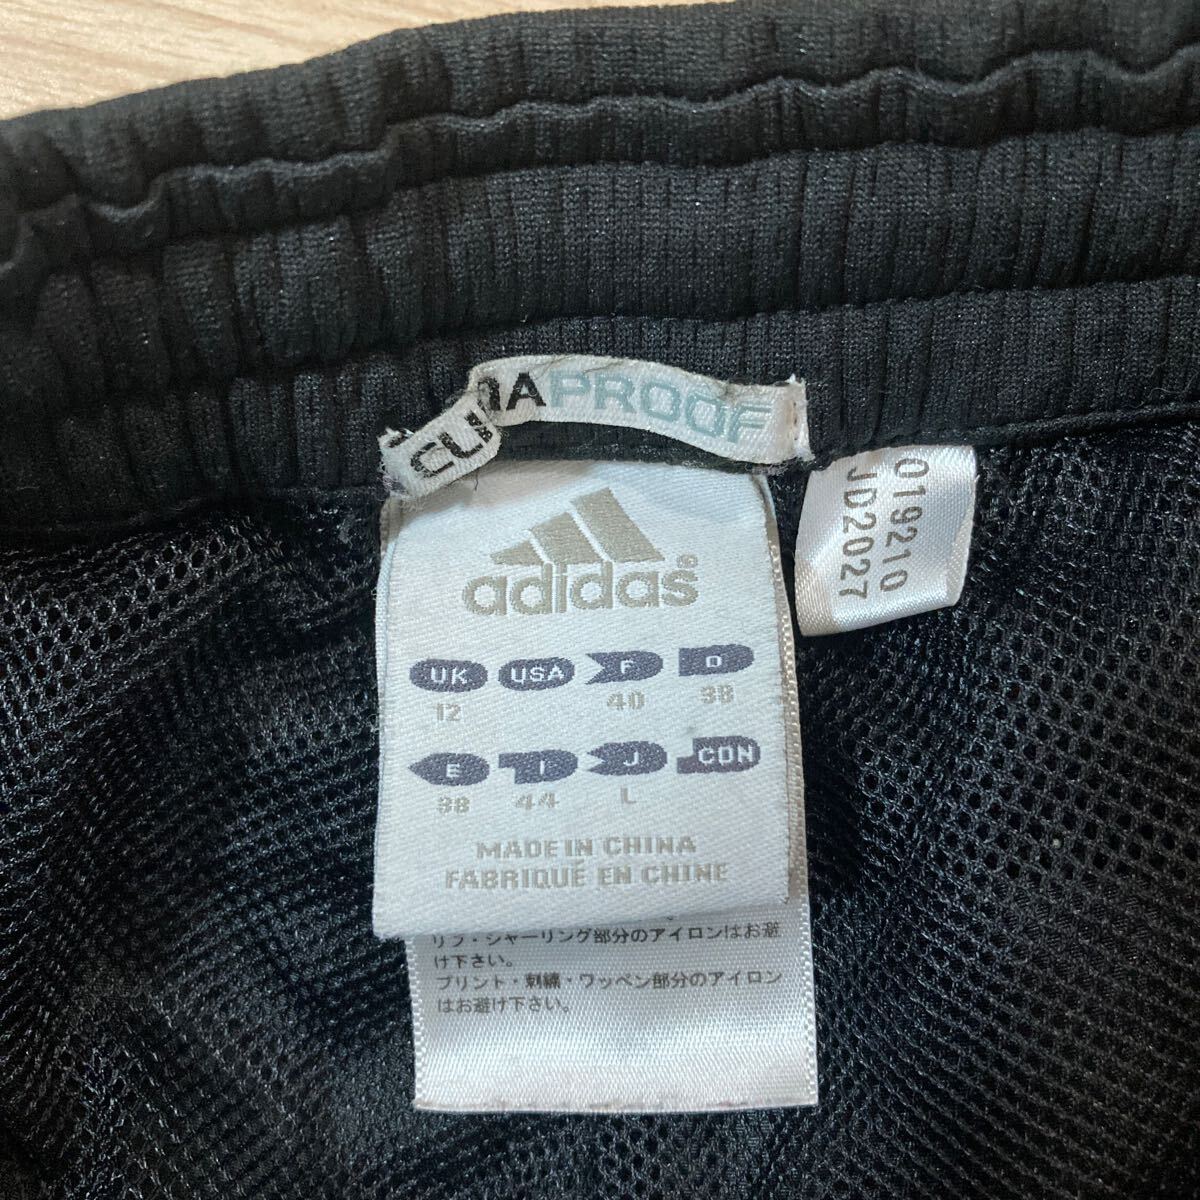 PROOF
adidas®
UK USA F D
12 40 38
E I J CDN
38 44 L
MADE IN CHINA
FABRIQUÉ EN CHINE
リブ・シャーリング部分のアイロンはお避
け下さい。
プリント・刺繍・ワッペン部分のアイロン
はお避け下さい。
019210
JD2027